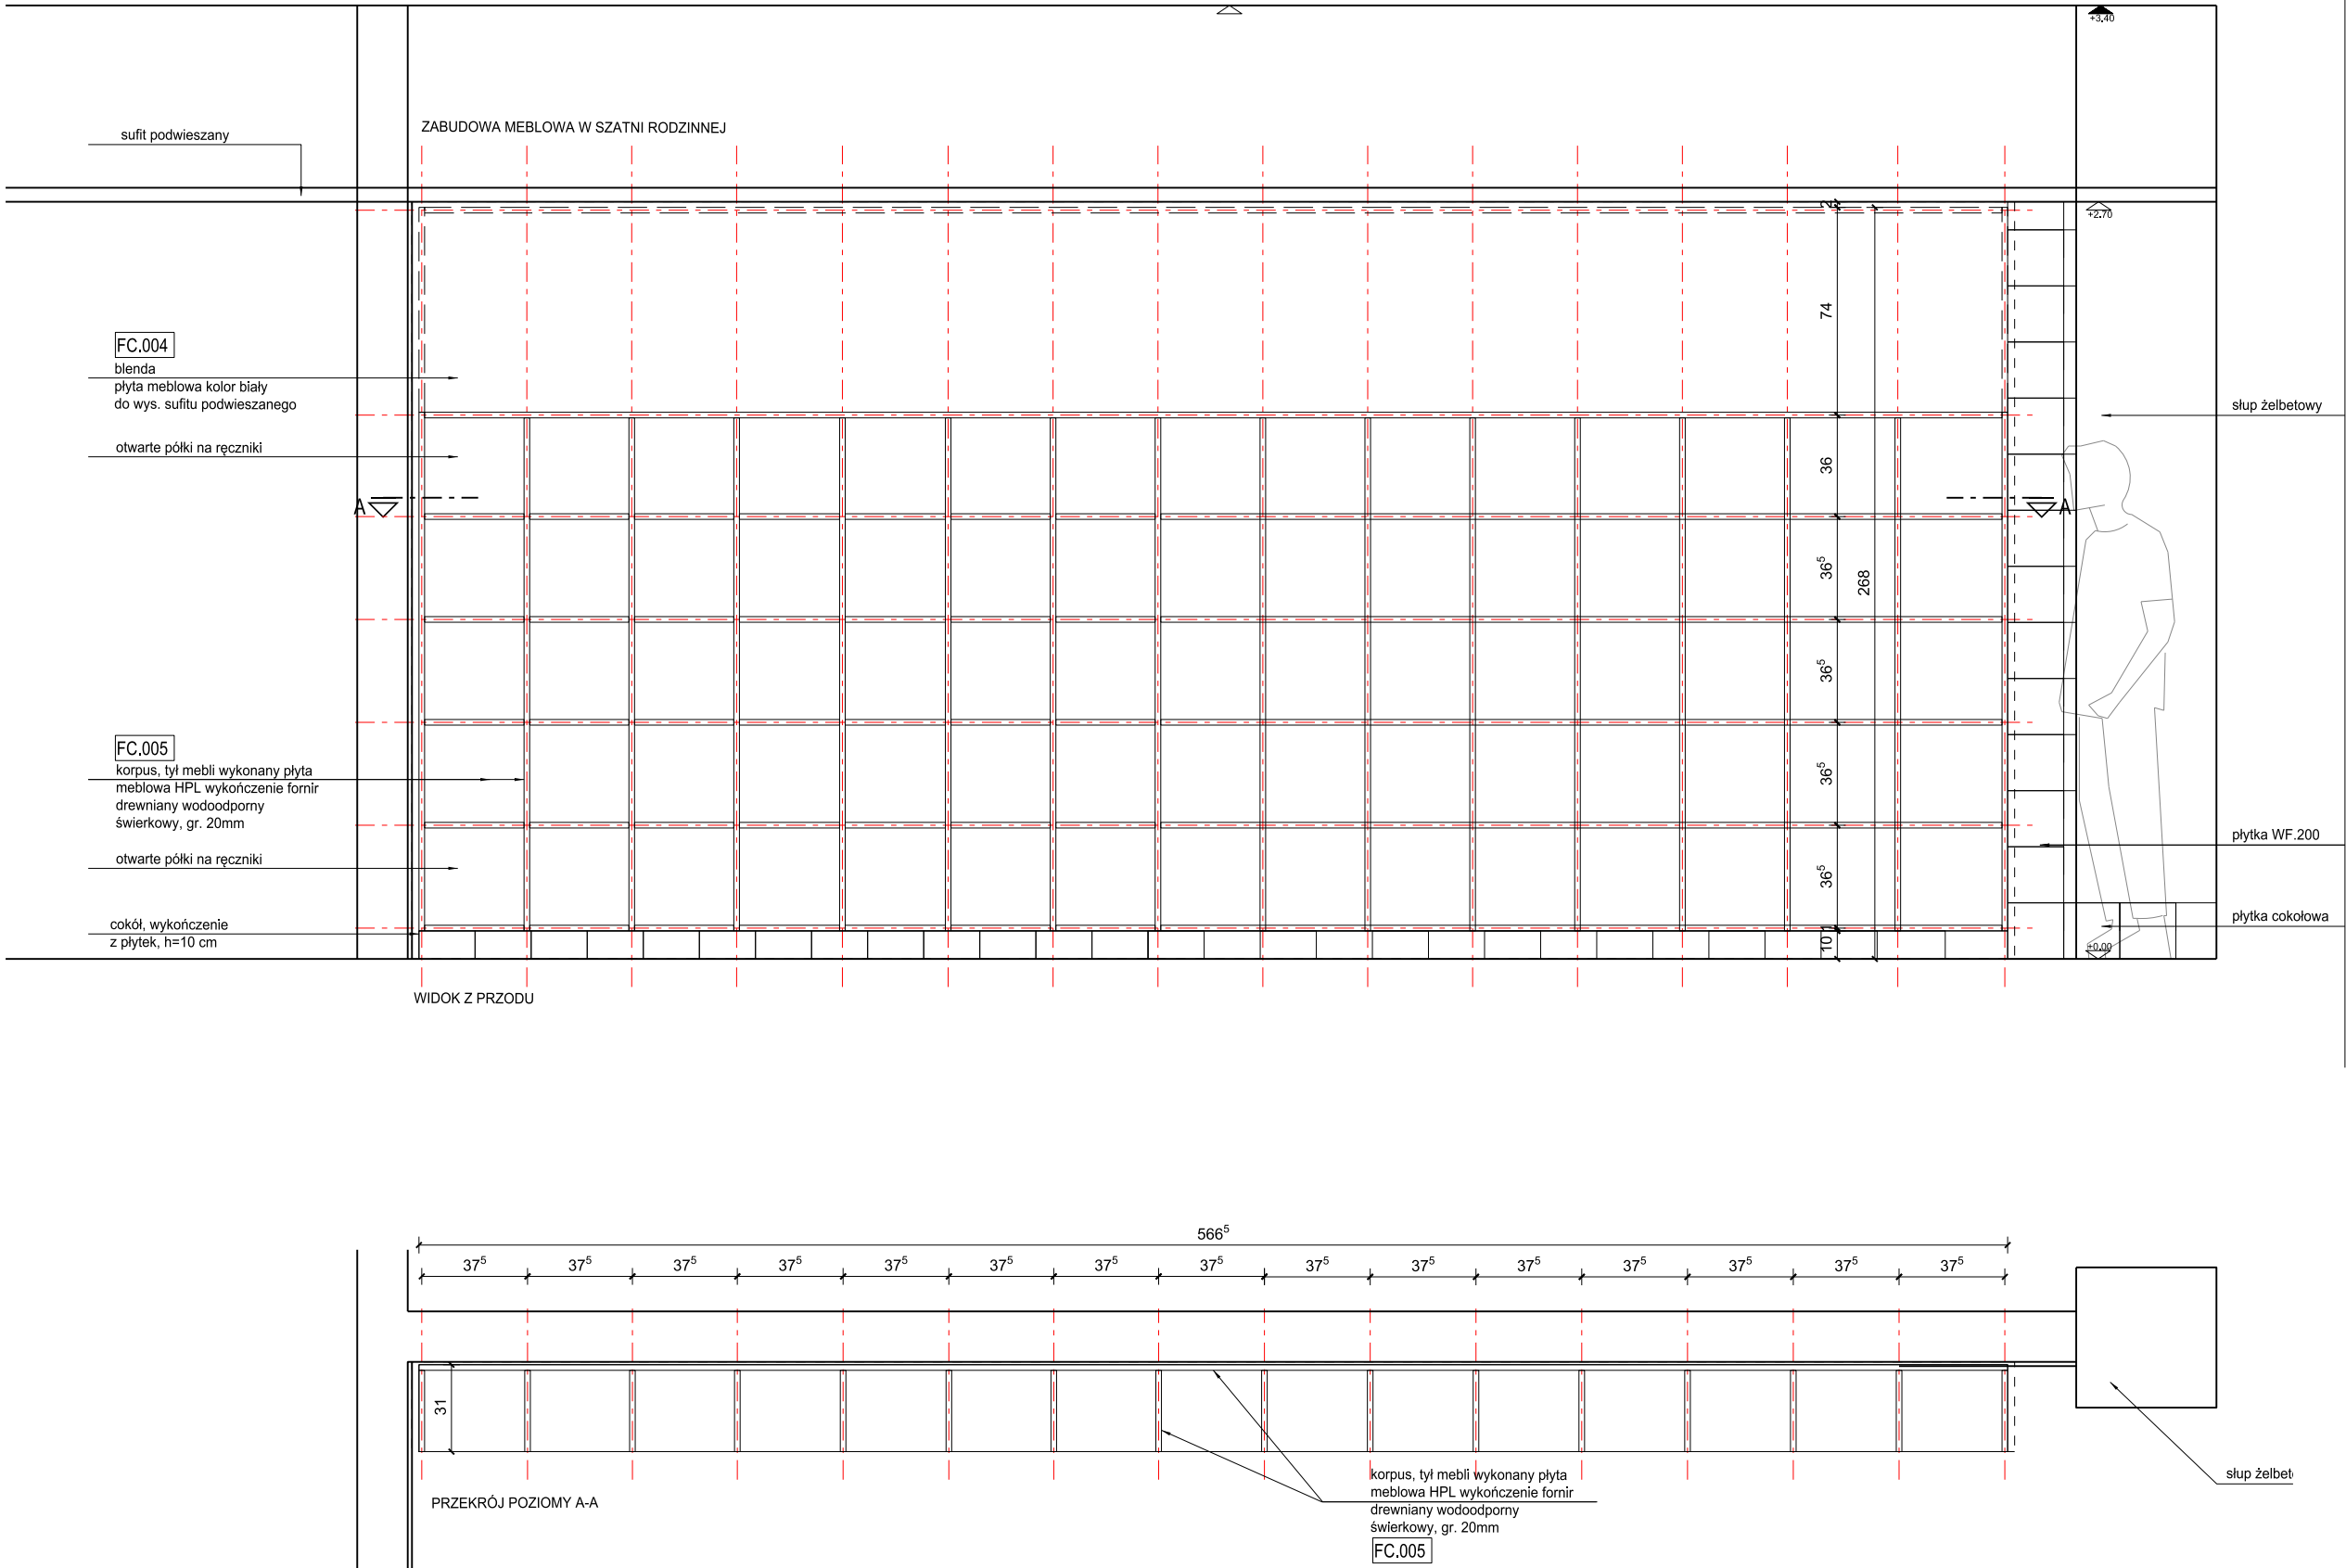 +3.40
ZABUDOWA MEBLOWA W SZATNI RODZINNEJ
sufit podwieszany
2
+2.70
74
FC.004
blenda
płyta meblowa kolor biały
do wys. sufitu podwieszanego
słup żelbetowy
otwarte półki na ręczniki
36
A
A
36⁵
268
36⁵
FC.005
korpus, tył mebli wykonany płyta
meblowa HPL wykończenie fornir
drewniany wodoodporny
świerkowy, gr. 20mm
36⁵
płytka WF.200
otwarte półki na ręczniki
36⁵
płytka cokołowa
cokół, wykończenie
z płytek, h=10 cm
1
10
+0.00
WIDOK Z PRZODU
566⁵
37⁵ 37⁵ 37⁵ 37⁵ 37⁵ 37⁵ 37⁵ 37⁵ 37⁵ 37⁵ 37⁵ 37⁵ 37⁵ 37⁵ 37⁵
31
korpus, tył mebli wykonany płyta
meblowa HPL wykończenie fornir
drewniany wodoodporny
świerkowy, gr. 20mm
FC.005
słup żelbet
PRZEKRÓJ POZIOMY A-A